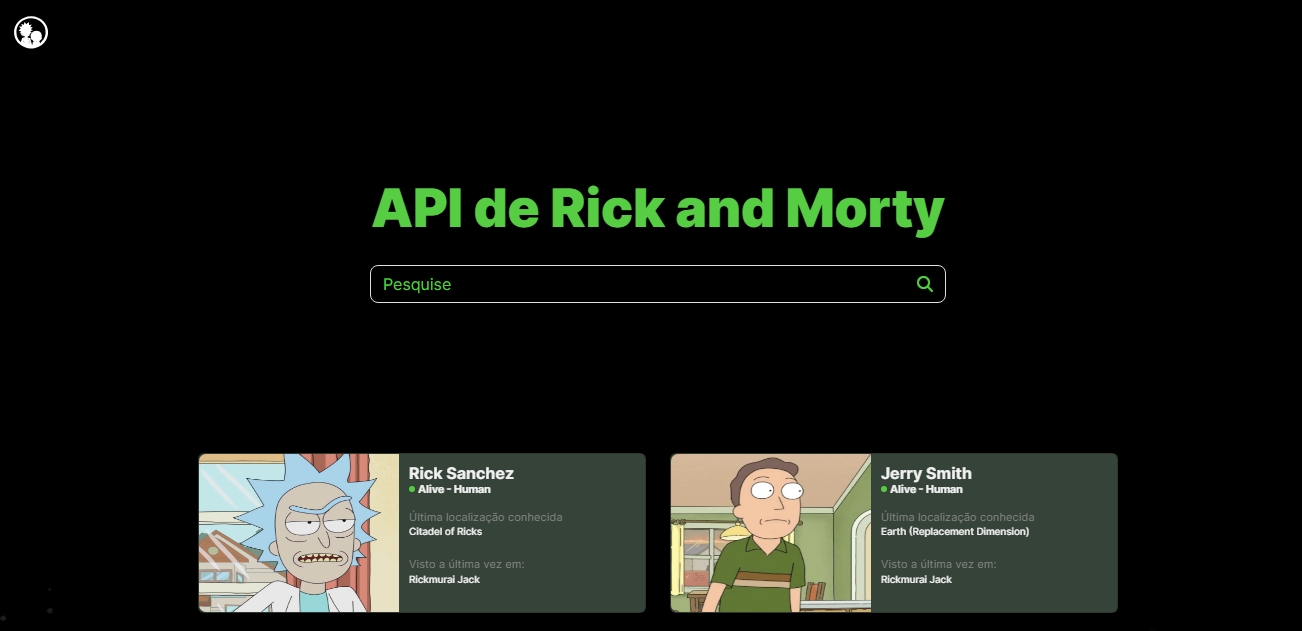 API de Rick and Morty
Pesquise
Rick Sanchez
Alive - Human
Última localização conhecida
Citadel of Ricks
Visto a última vez em:
Rickmurai Jack
Jerry Smith
Alive - Human
Última localização conhecida
Earth (Replacement Dimension)
Visto a última vez em:
Rickmurai Jack